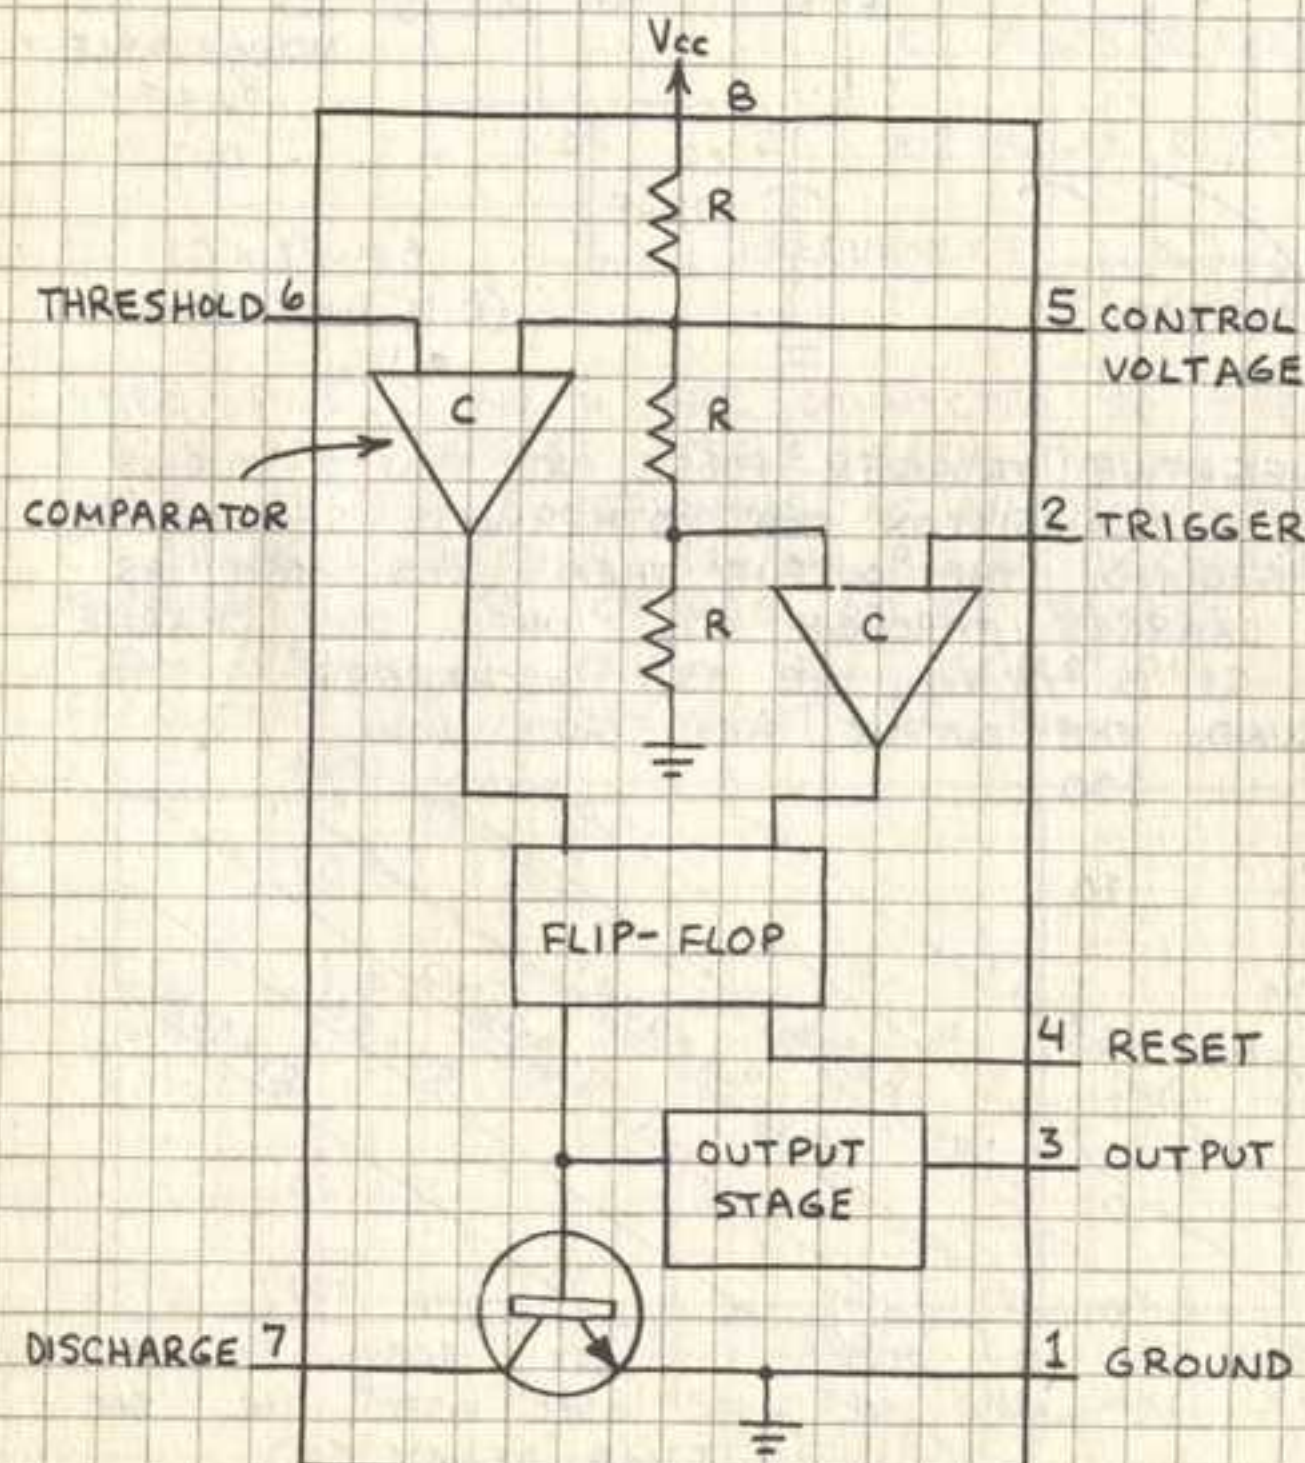 Vcc
8
R
THRESHOLD 6
5 CONTROL
VOLTAGE
C
R
COMPARATOR
2 TRIGGER
R
C
FLIP-FLOP
4 RESET
OUTPUT
STAGE
3 OUTPUT
DISCHARGE 7
1 GROUND